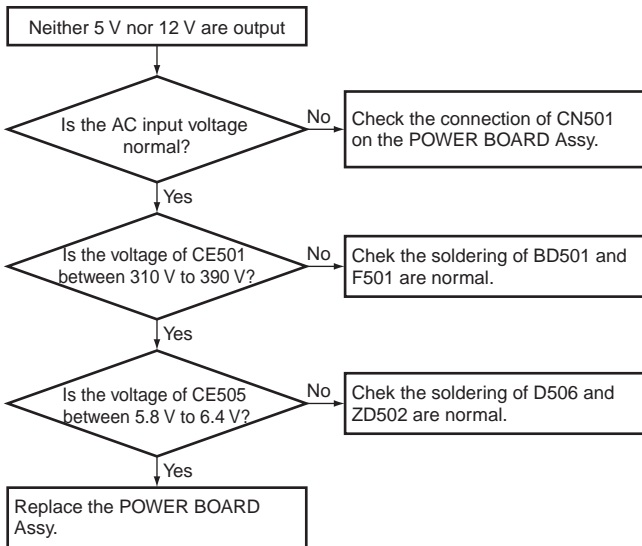 Neither 5 V nor 12 V are output
Is the AC input voltage
normal?
No
Check the connection of CN501
on the POWER BOARD Assy.
Yes
Is the voltage of CE501
between 310 V to 390 V?
No
Chek the soldering of BD501 and
F501 are normal.
Yes
Is the voltage of CE505
between 5.8 V to 6.4 V?
No
Chek the soldering of D506 and
ZD502 are normal.
Yes
Replace the POWER BOARD
Assy.